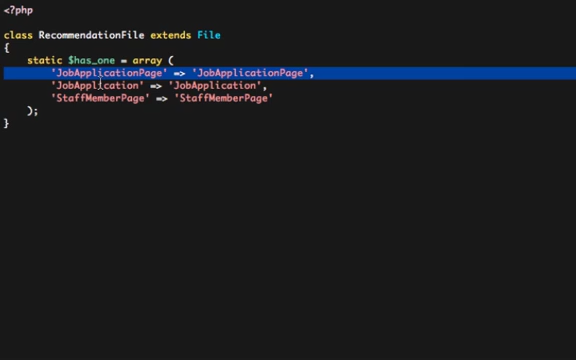 <?php
class RecommendationFile extends File
{
static $has_one = array (
'JobApplicationPage' => 'JobApplicationPage',
'JobApplication' => 'JobApplication',
'StaffMemberPage' => 'StaffMemberPage'
);
}